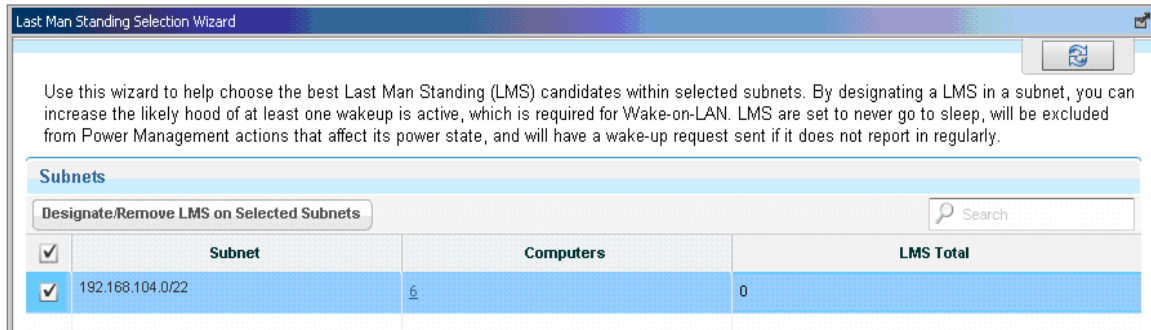 Last Man Standing Selection Wizard
Use this wizard to help choose the best Last Man Standing (LMS) candidates within selected subnets. By designating a LMS in a subnet, you can
increase the likely hood of at least one wakeup is active, which is required for Wake-on-LAN. LMS are set to never go to sleep, will be excluded
from Power Management actions that affect its power state, and will have a wake-up request sent if it does not report in regularly.
Subnets
Designate/Remove LMS on Selected Subnets Search
Subnet Computers LMS Total
192.168.104.0/22 6 0